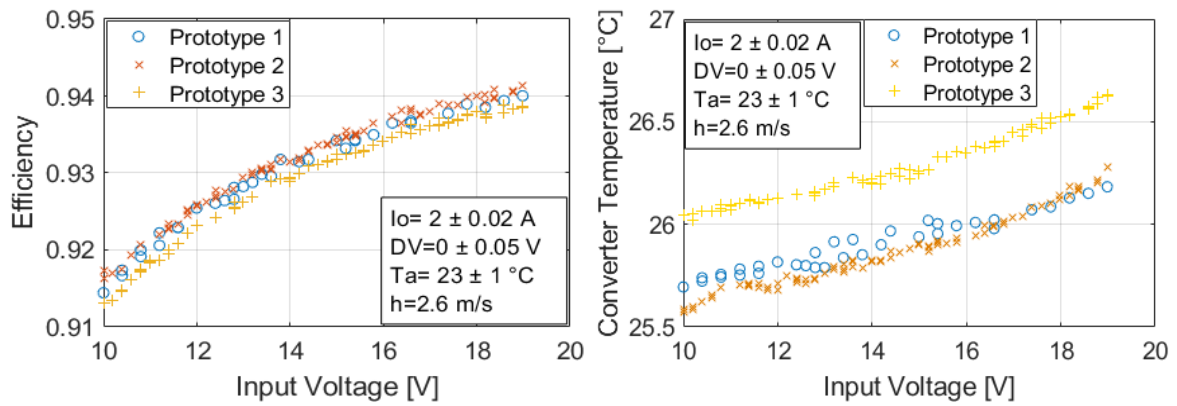 0.95
0.94
0.93
0.92
0.91
Efficiency
Prototype 1
Prototype 2
Prototype 3
Io= 2 ± 0.02 A
DV=0 ± 0.05 V
Ta= 23 ± 1 °C
h=2.6 m/s
10 12 14 16 18 20
Input Voltage [V]
27
26.5
26
25.5
Converter Temperature [°C]
Io= 2 ± 0.02 A
DV=0 ± 0.05 V
Ta= 23 ± 1 °C
h=2.6 m/s
Prototype 1
Prototype 2
Prototype 3
10 12 14 16 18 20
Input Voltage [V]